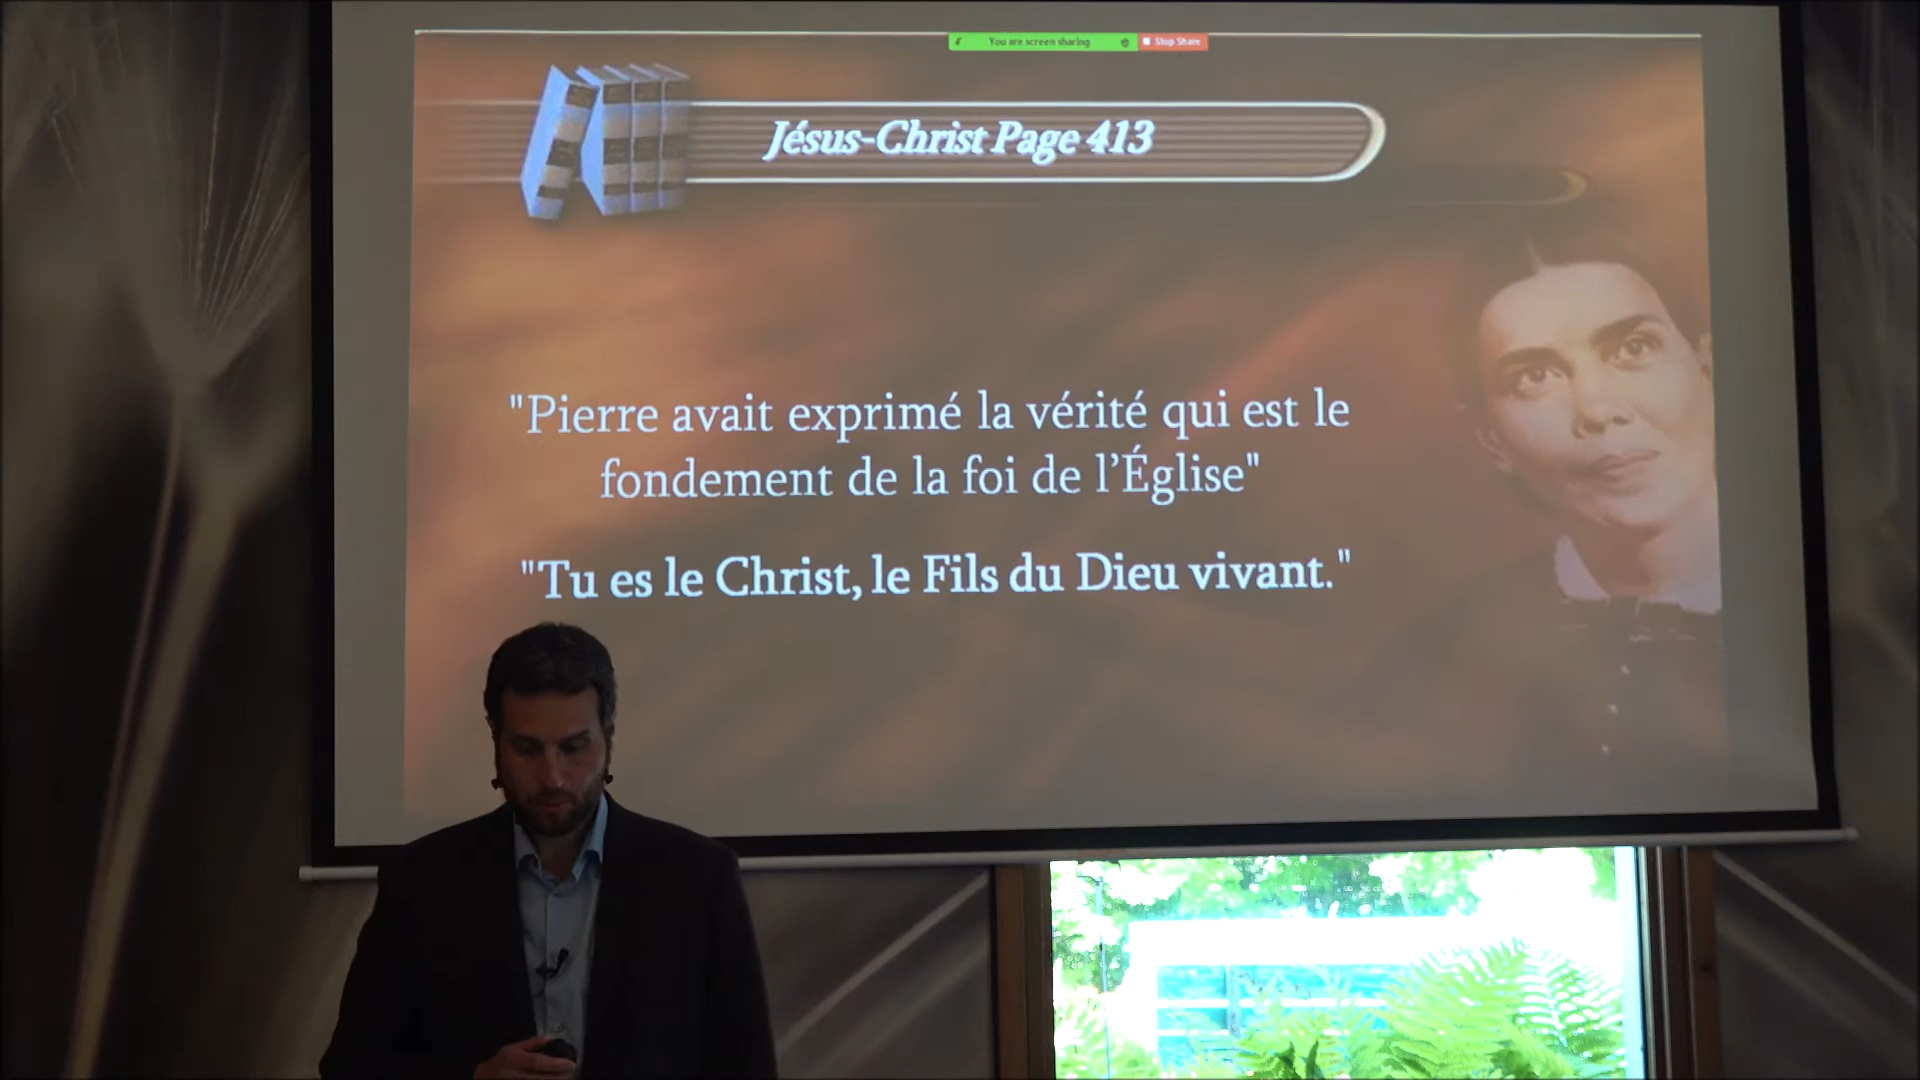 You are screen sharing
Stop Share
Jésus-Christ Page 413
"Pierre avait exprimé la vérité qui est le
fondement de la foi de l'Église"
"Tu es le Christ, le Fils du Dieu vivant."